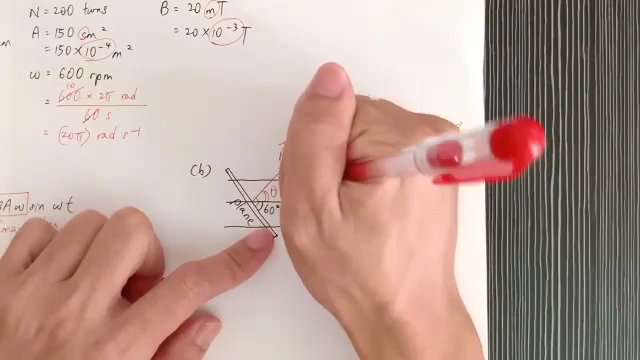 N = 200 turns
A = 150 cm²
= 150 × 10⁻⁴ m²
ω = 600 rpm
= 600 × 2π rad
10
60 s
= (20π) rad s⁻¹
B = 20 mT
= 20 × 10⁻³ T
(b)
θ
60°
plane
BAω sin ωt